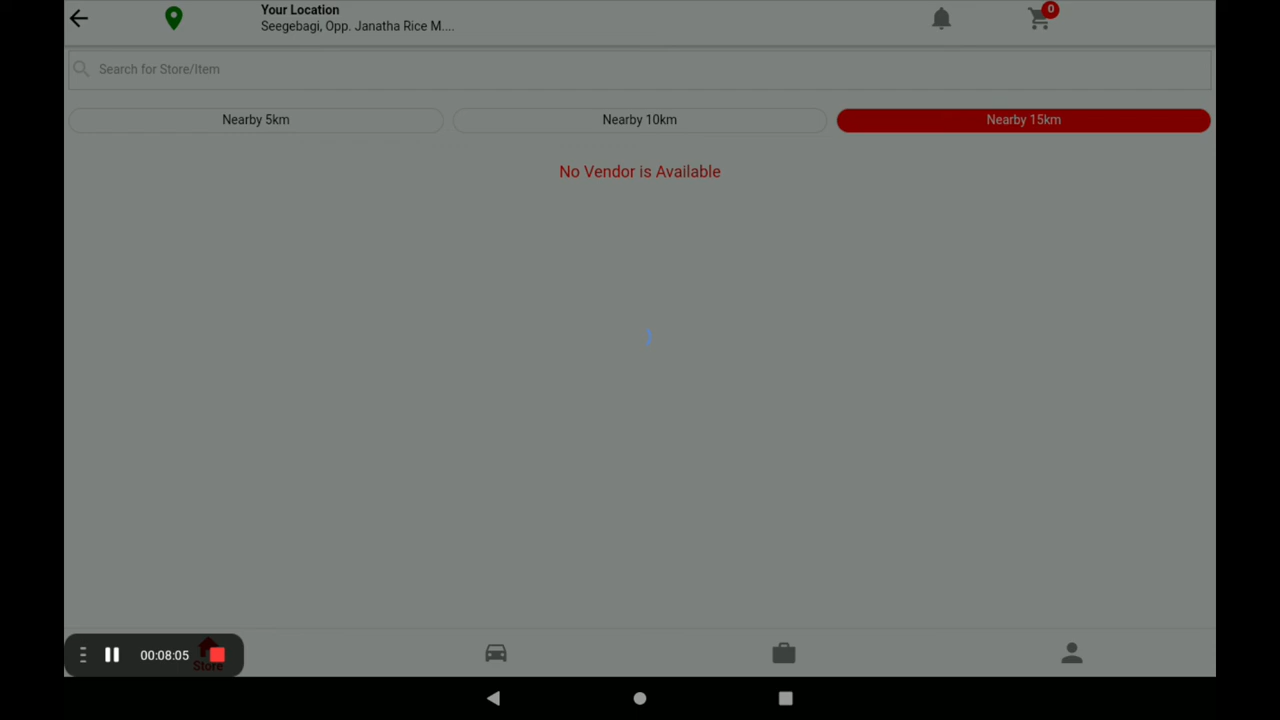 Your Location
Seegebagi, Opp. Janatha Rice M....
0
Search for Store/Item
Nearby 5km
Nearby 10km
Nearby 15km
No Vendor is Available
00:08:05
Store